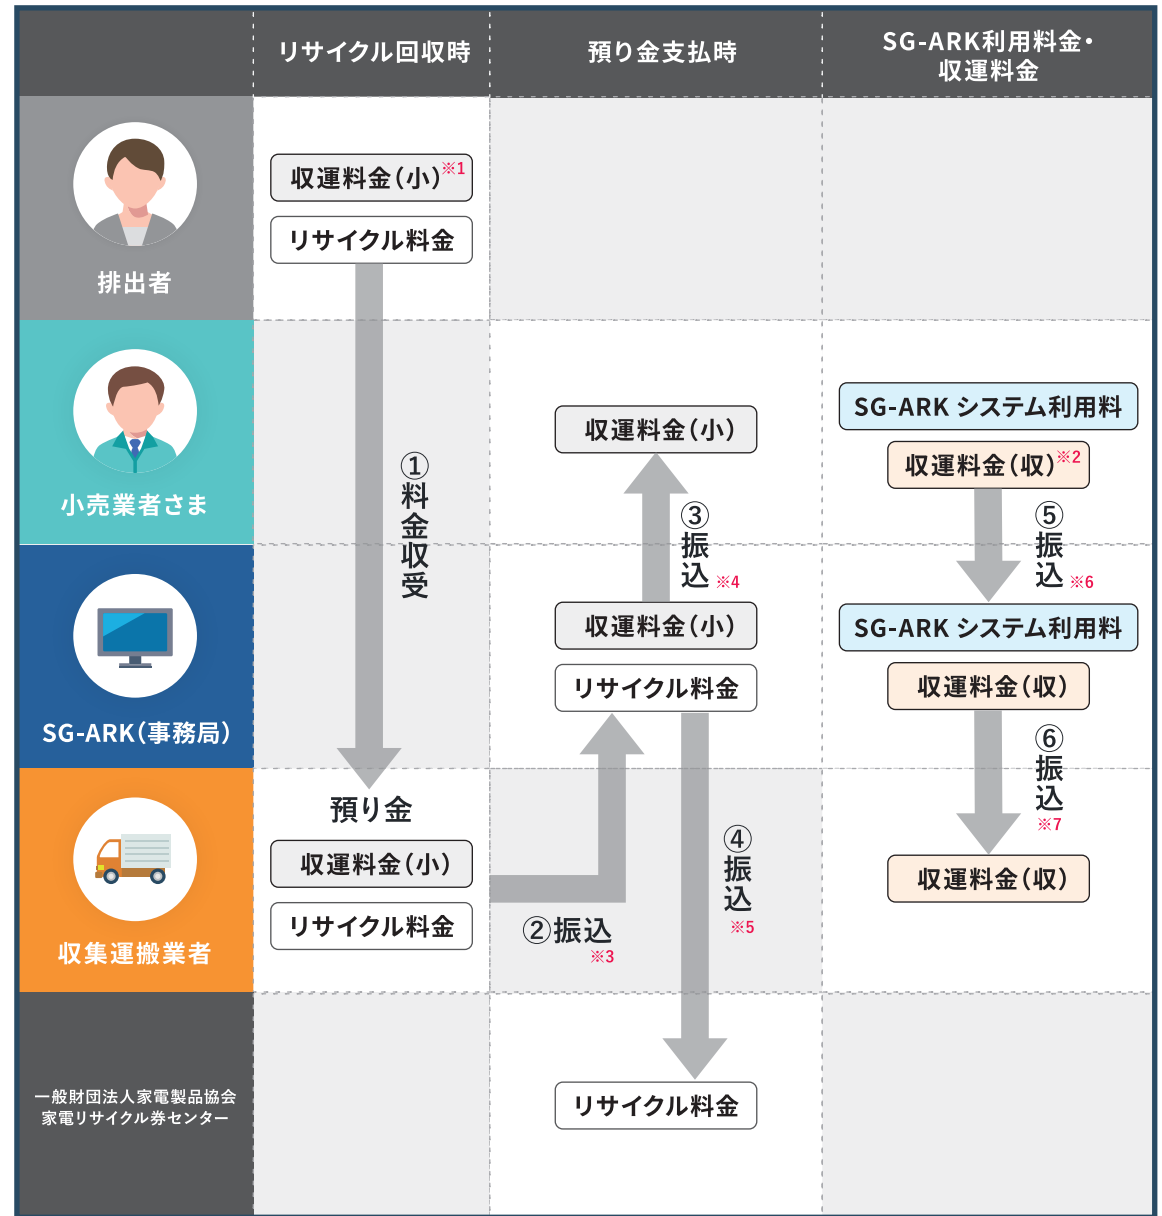 リサイクル回収時
預り金支払時
SG-ARK利用料金・
収運料金
排出者
収運料金(小)※1
リサイクル料金
小売業者さま
①料金収受
収運料金(小)
③振込
※4
SG-ARK システム利用料
収運料金(収)※2
⑤振込
※6
SG-ARK(事務局)
収運料金(小)
リサイクル料金
SG-ARK システム利用料
収運料金(収)
⑥振込
※7
収集運搬業者
預り金
収運料金(小)
リサイクル料金
②振込
※3
④振込
※5
収運料金(収)
一般財団法人家電製品協会
家電リサイクル券センター
リサイクル料金